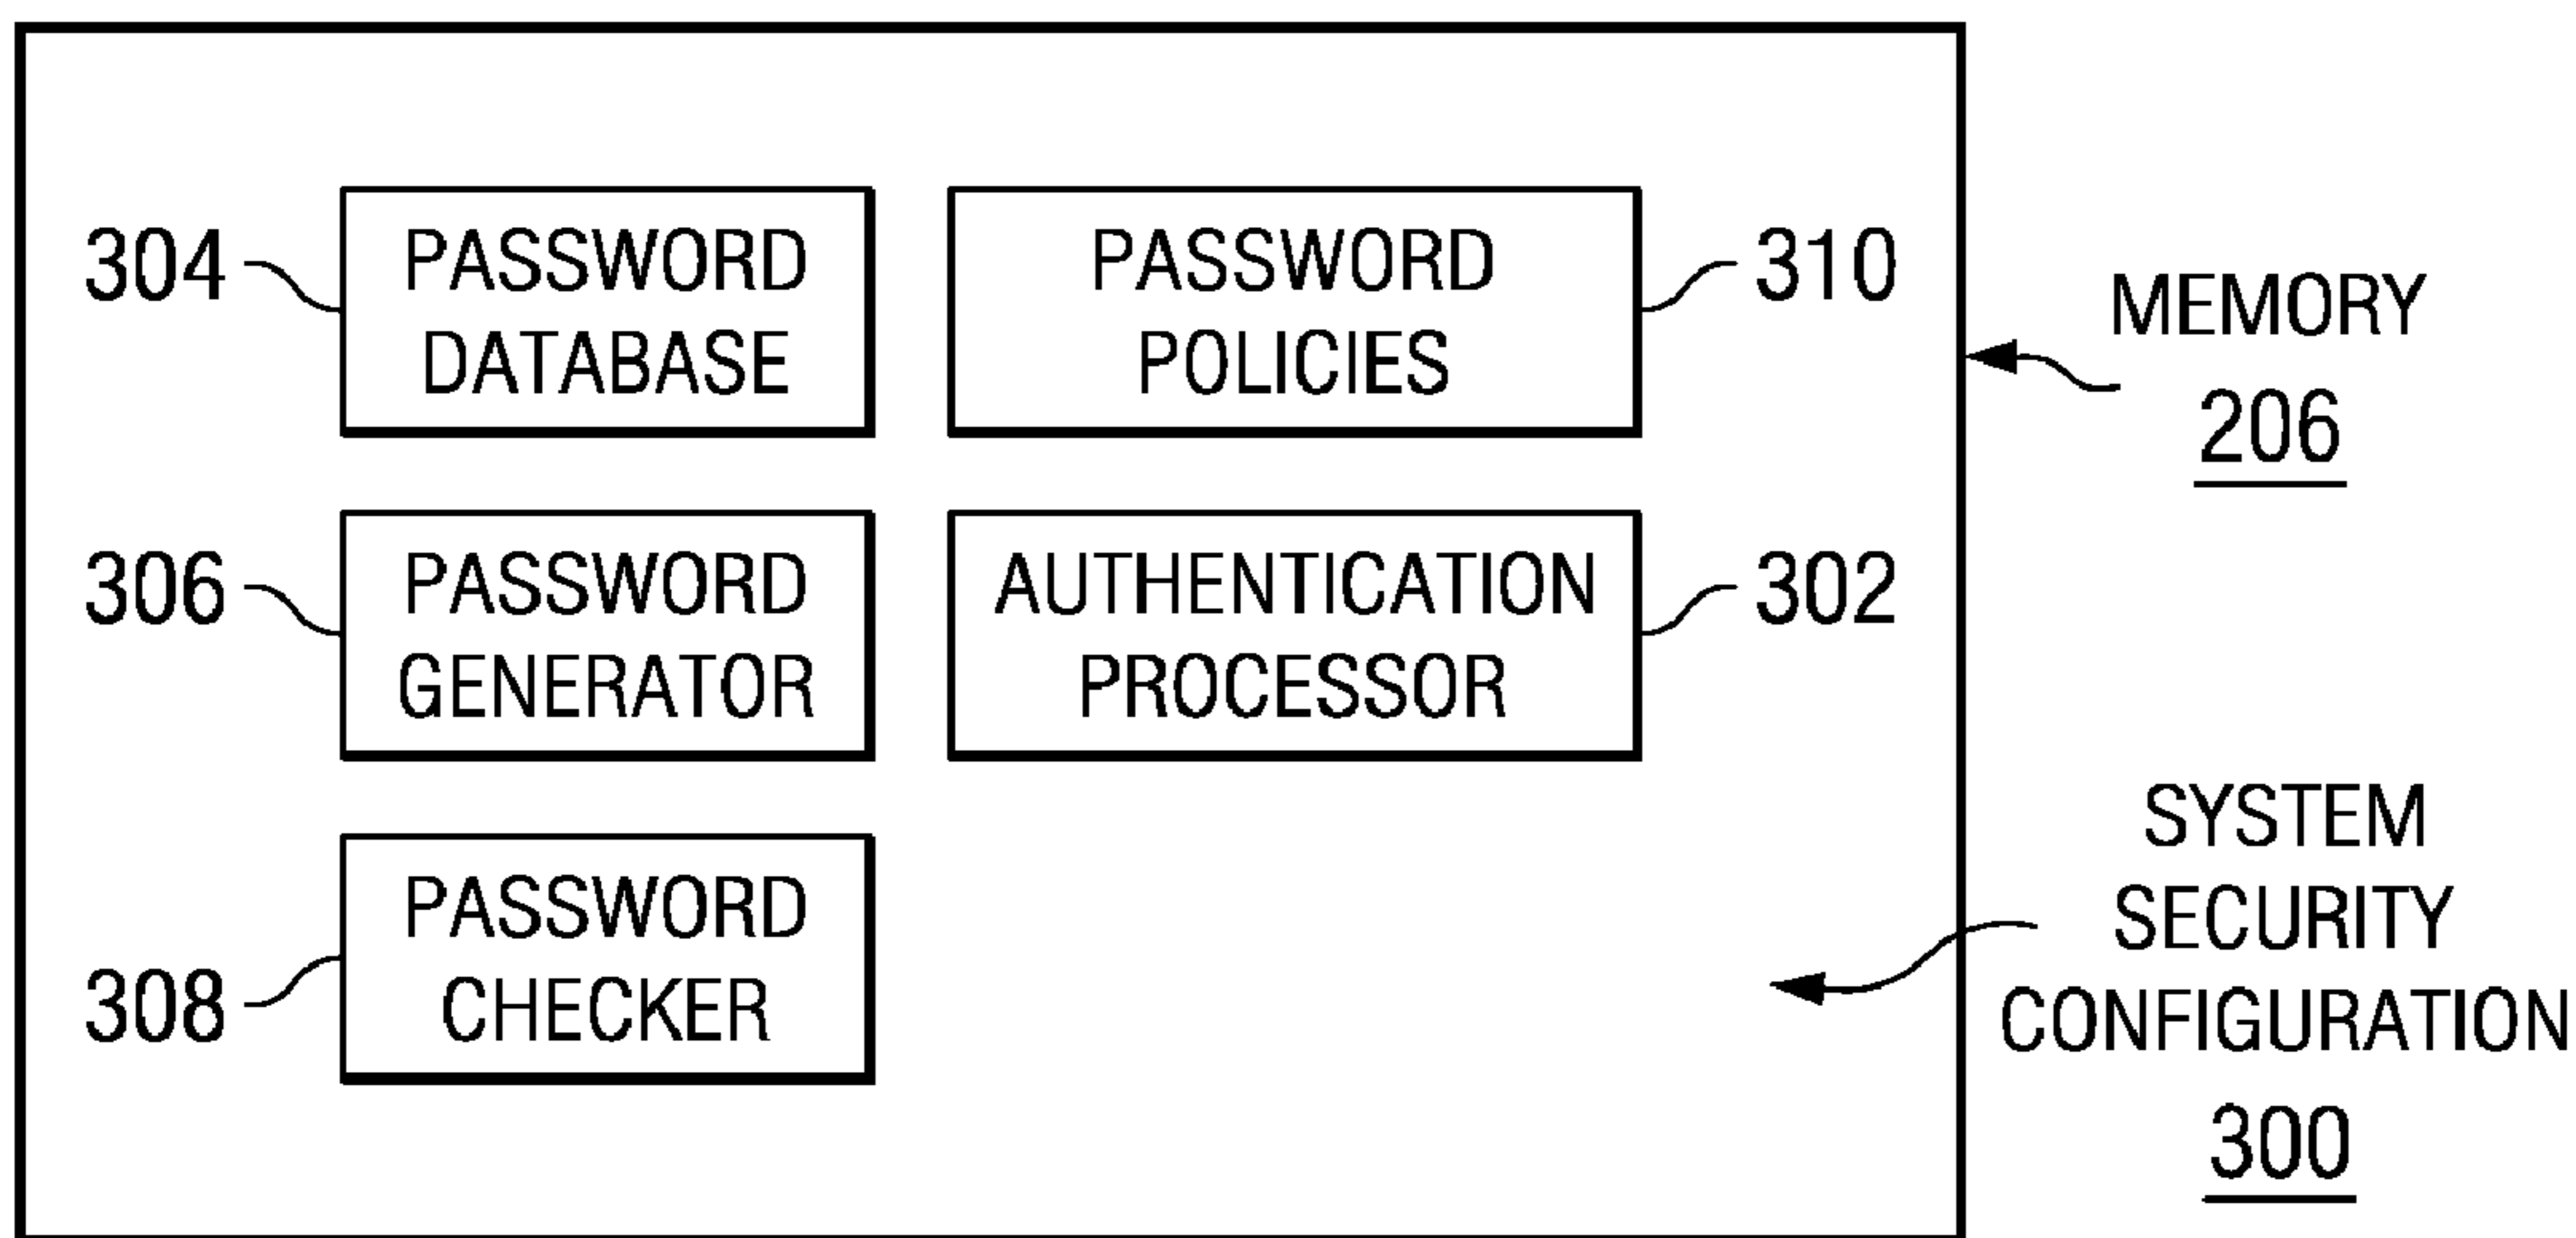 304
PASSWORD
DATABASE
PASSWORD
POLICIES
310
MEMORY
206
306
PASSWORD
GENERATOR
AUTHENTICATION
PROCESSOR
302
308
PASSWORD
CHECKER
SYSTEM
SECURITY
CONFIGURATION
300